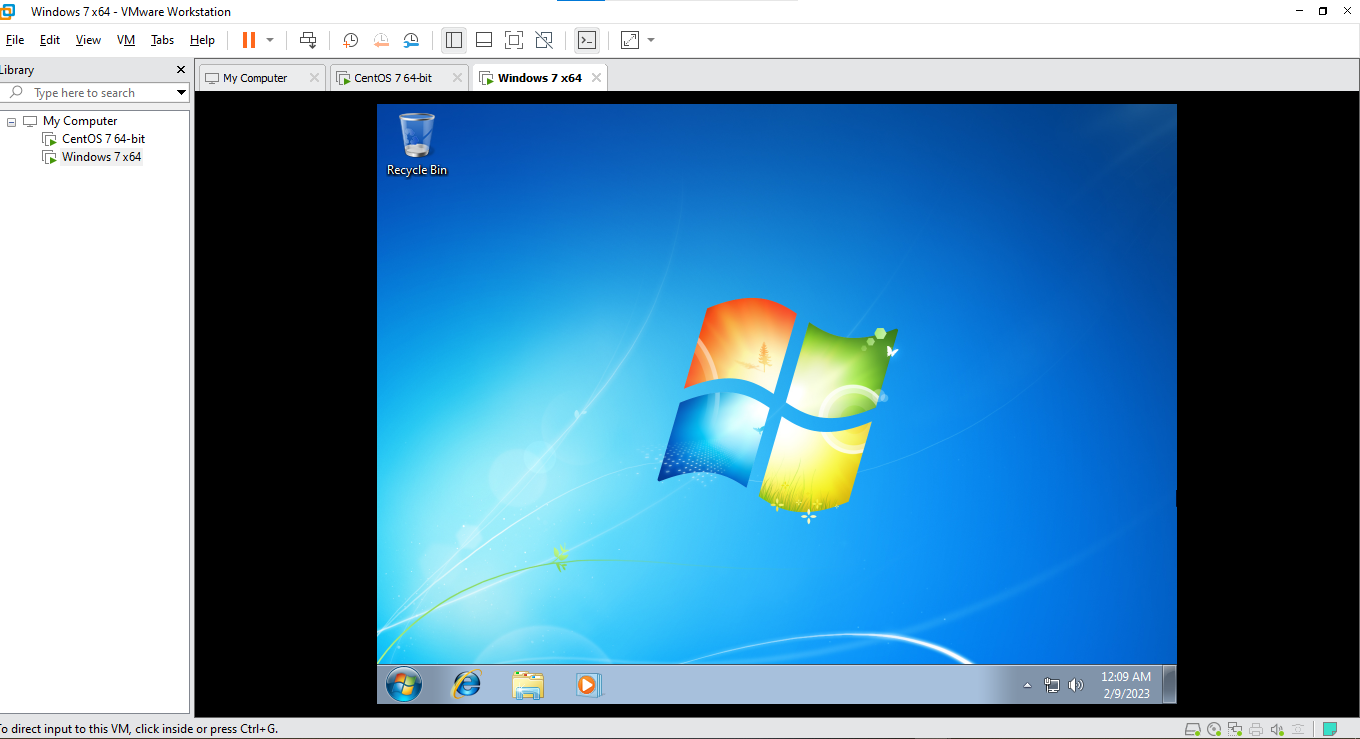 Windows 7 x64 - VMware Workstation
File Edit View VM Tabs Help
Library
Type here to search
My Computer
CentOS 7 64-bit
Windows 7 x64
My Computer CentOS 7 64-bit Windows 7 x64
Recycle Bin
12:09 AM
2/9/2023
To direct input to this VM, click inside or press Ctrl+G.